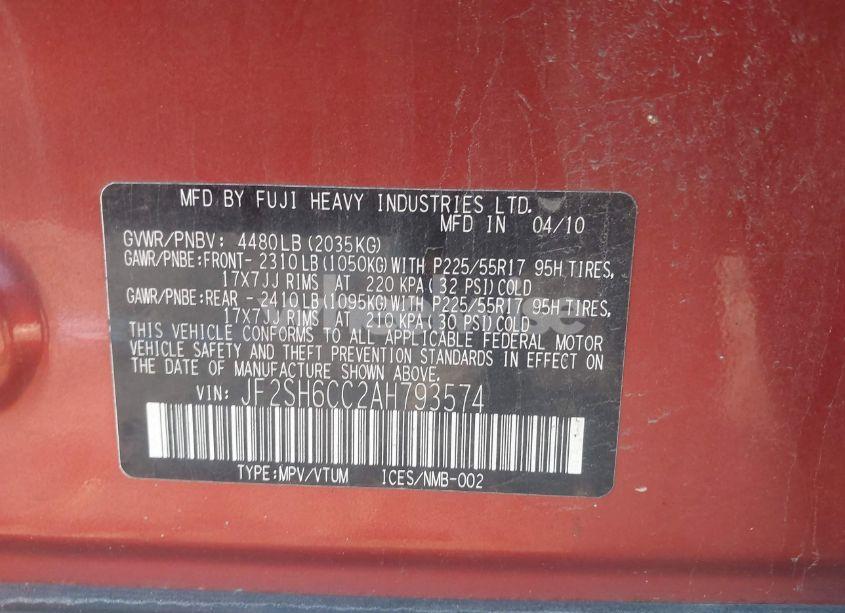 MFD BY FUJI HEAVY INDUSTRIES LTD.
MFD IN 04/10
GVWR/PNBV: 4480LB(2035KG)
GAWR/PNBE:FRONT- 2310LB(1050KG)WITH P225/55R17 95H TIRES,
17X7JJ RIMS AT 220 KPA(32 PSI)COLD
GAWR/PNBE:REAR - 2410LB(1095KG)WITH P225/55R17 95H TIRES,
17X7JJ RIMS AT 210 KPA(30 PSI)COLD
THIS VEHICLE CONFORMS TO ALL APPLICABLE FEDERAL MOTOR
VEHICLE SAFETY AND THEFT PREVENTION STANDARDS IN EFFECT ON
THE DATE OF MANUFACTURE SHOWN ABOVE.
VIN: JF2SH6CC2AH793574
TYPE:MPV/VTUM ICES/NMB-002